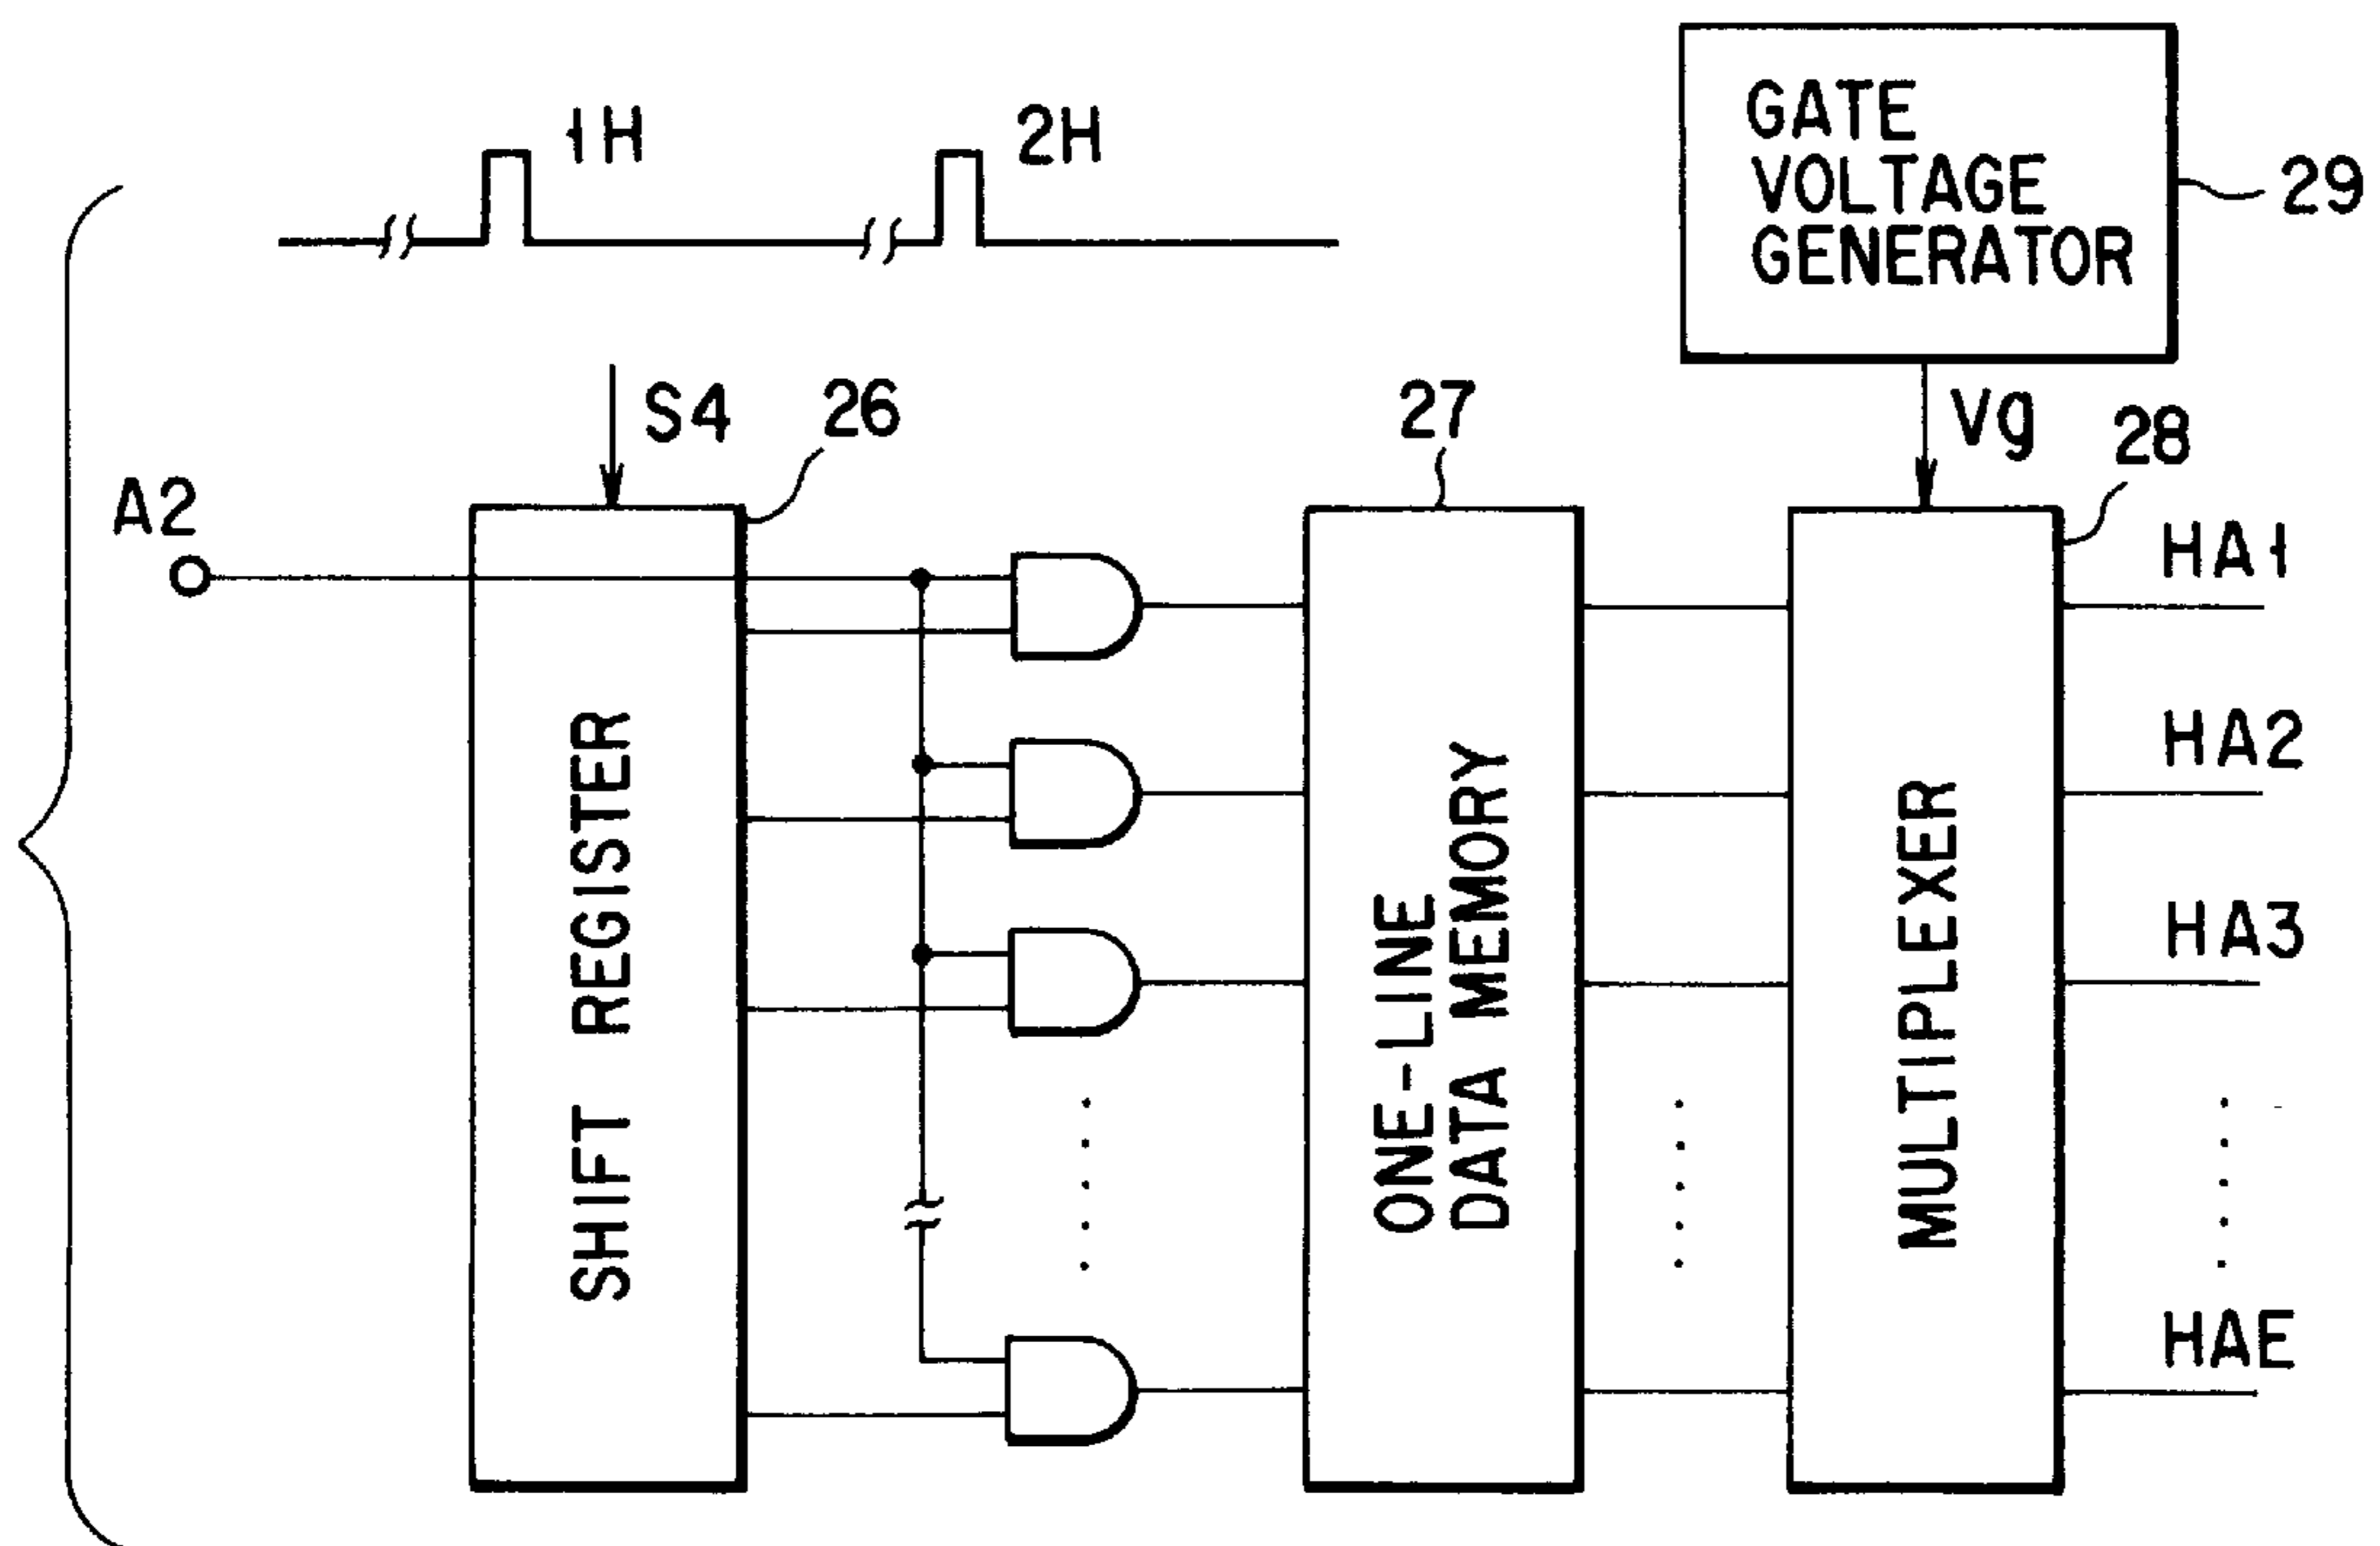 1H
2H
GATE
VOLTAGE
GENERATOR
29
S4
26
27
Vg
28
A2
HA1
HA2
HA3
HAE
SHIFT REGISTER
ONE-LINE
DATA MEMORY
MULTIPLEXER